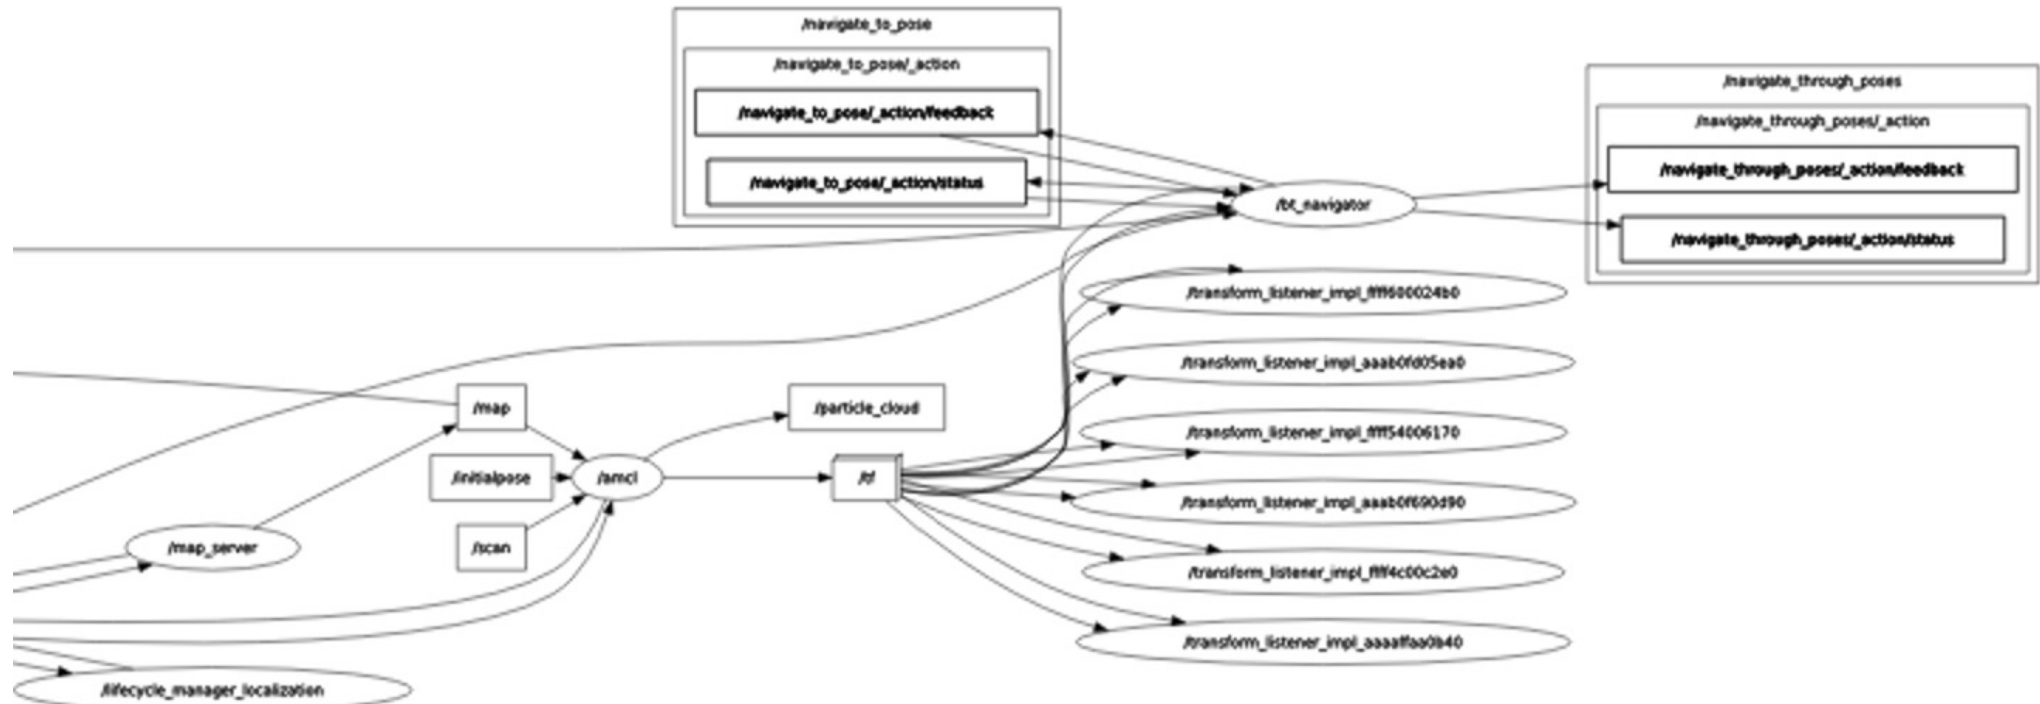 /navigate_to_pose
/navigate_to_pose/_action
/navigate_to_pose/_action/feedback
/navigate_to_pose/_action/status
/navigate_through_poses
/navigate_through_poses/_action
/navigate_through_poses/_action/feedback
/navigate_through_poses/_action/status
/bt_navigator
/transform_listener_impl_ffff600024b0
/transform_listener_impl_aaab0fd05ea0
/map
/particle_cloud
/transform_listener_impl_ffff54006170
/initialpose
/amcl
/tf
/transform_listener_impl_aaab0f690d90
/map_server
/scan
/transform_listener_impl_ffff4c00c2e0
/transform_listener_impl_aaaaffaa0b40
/lifecycle_manager_localization